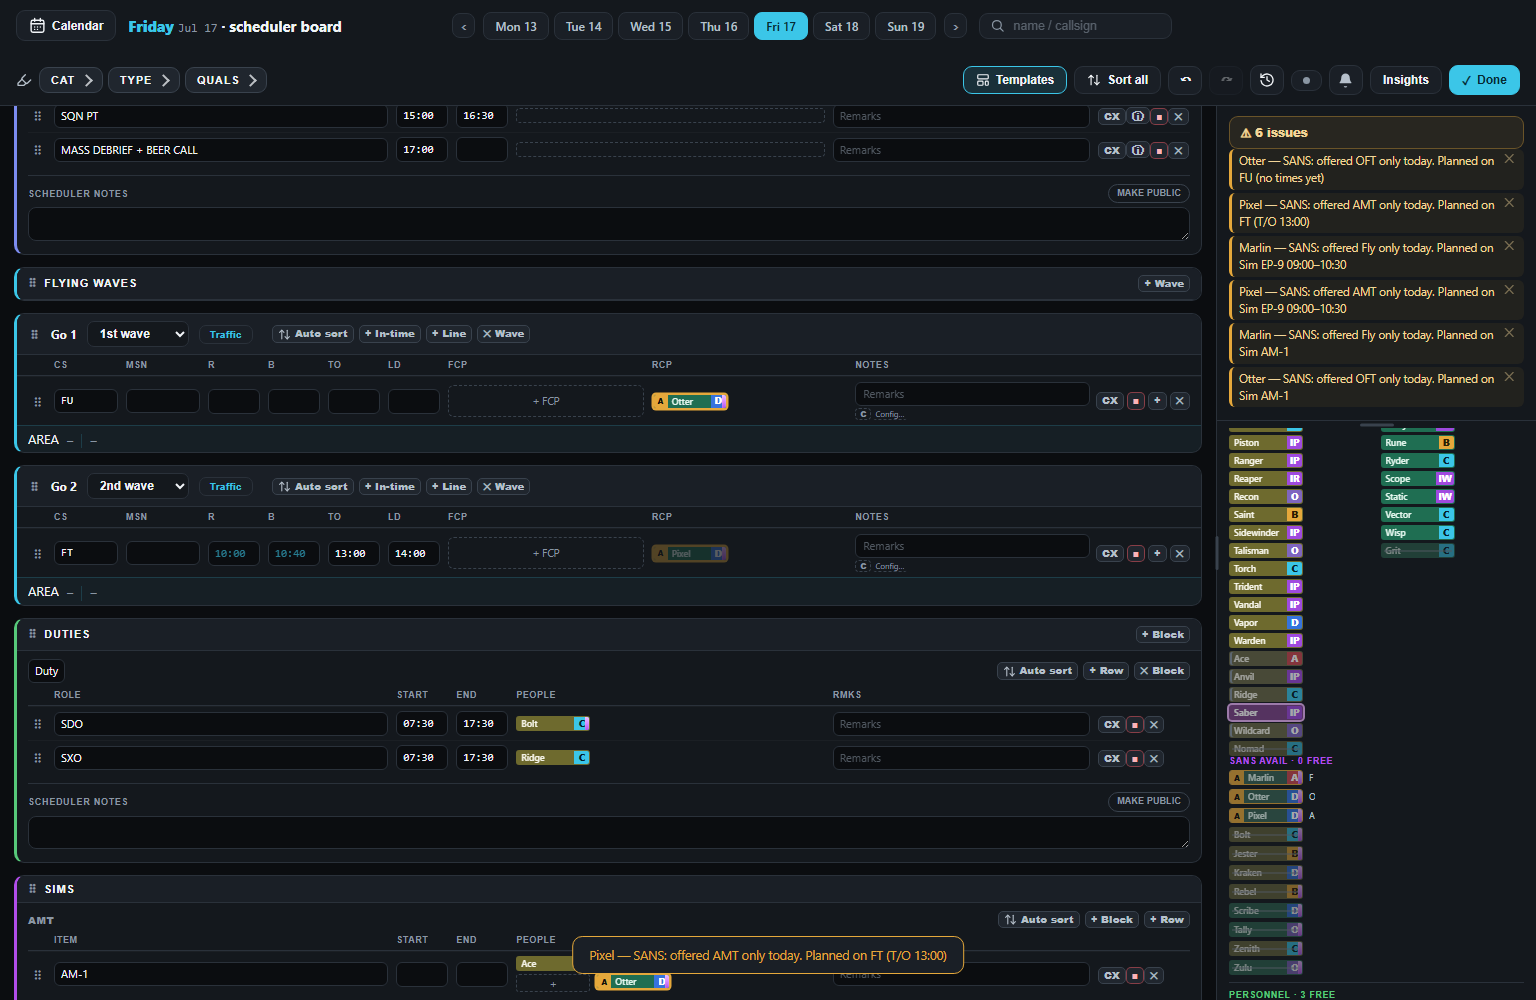 Calendar
Friday Jul 17 · scheduler board
‹ Mon 13 Tue 14 Wed 15 Thu 16 Fri 17 Sat 18 Sun 19 ›
name / callsign
CAT TYPE QUALS
Templates Sort all Insights ✓ Done
SQN PT 15:00 16:30 Remarks CX
MASS DEBRIEF + BEER CALL 17:00 Remarks CX
SCHEDULER NOTES MAKE PUBLIC
FLYING WAVES + Wave
Go 1 1st wave Traffic Auto sort + In-time + Line ✕ Wave
CS MSN R B TO LD FCP RCP NOTES
FU + FCP A Otter D Remarks CX
C Config...
AREA – | –
Go 2 2nd wave Traffic Auto sort + In-time + Line ✕ Wave
CS MSN R B TO LD FCP RCP NOTES
FT 10:00 10:40 13:00 14:00 + FCP A Pixel D Remarks CX
C Config...
AREA – | –
DUTIES + Block
Duty Auto sort + Row ✕ Block
ROLE START END PEOPLE RMKS
SDO 07:30 17:30 Bolt C Remarks CX
SXO 07:30 17:30 Ridge C Remarks CX
SCHEDULER NOTES MAKE PUBLIC
SIMS
AMT Auto sort + Block + Row
ITEM START END PEOPLE
AM-1 Ace + A Otter D Remarks CX
Pixel — SANS: offered AMT only today. Planned on FT (T/O 13:00)
⚠ 6 issues
Otter — SANS: offered OFT only today. Planned on
FU (no times yet)
Pixel — SANS: offered AMT only today. Planned on
FT (T/O 13:00)
Marlin — SANS: offered Fly only today. Planned on
Sim EP-9 09:00–10:30
Pixel — SANS: offered AMT only today. Planned on
Sim EP-9 09:00–10:30
Marlin — SANS: offered Fly only today. Planned on
Sim AM-1
Otter — SANS: offered OFT only today. Planned on
Sim AM-1
Piston IP
Ranger IP
Reaper IR
Recon O
Saint B
Sidewinder IP
Talisman O
Torch C
Trident IP
Vandal IP
Vapor D
Warden IP
Ace A
Anvil IP
Ridge C
Saber IP
Wildcard O
Nomad C
Rune B
Ryder C
Scope IW
Static IW
Vector C
Wisp C
Grit C
SANS AVAIL · 0 FREE
A Marlin A F
A Otter D O
A Pixel D A
Bolt C
Jester B
Kraken D
Rebel B
Scribe D
Tally O
Zenith C
Zulu O
PERSONNEL · 3 FREE